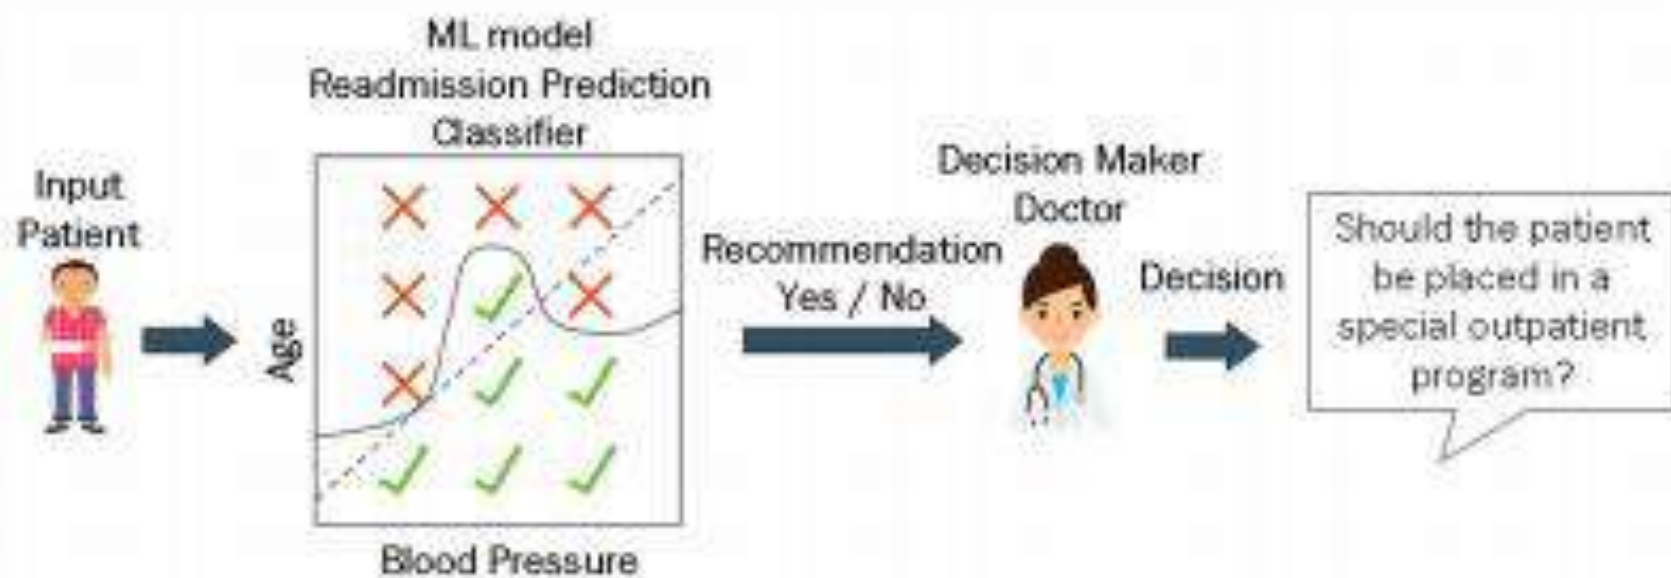 Input
Patient
ML model
Readmission Prediction
Classifier
Age
Blood Pressure
Recommendation
Yes / No
Decision Maker
Doctor
Decision
Should the patient
be placed in a
special outpatient
program?